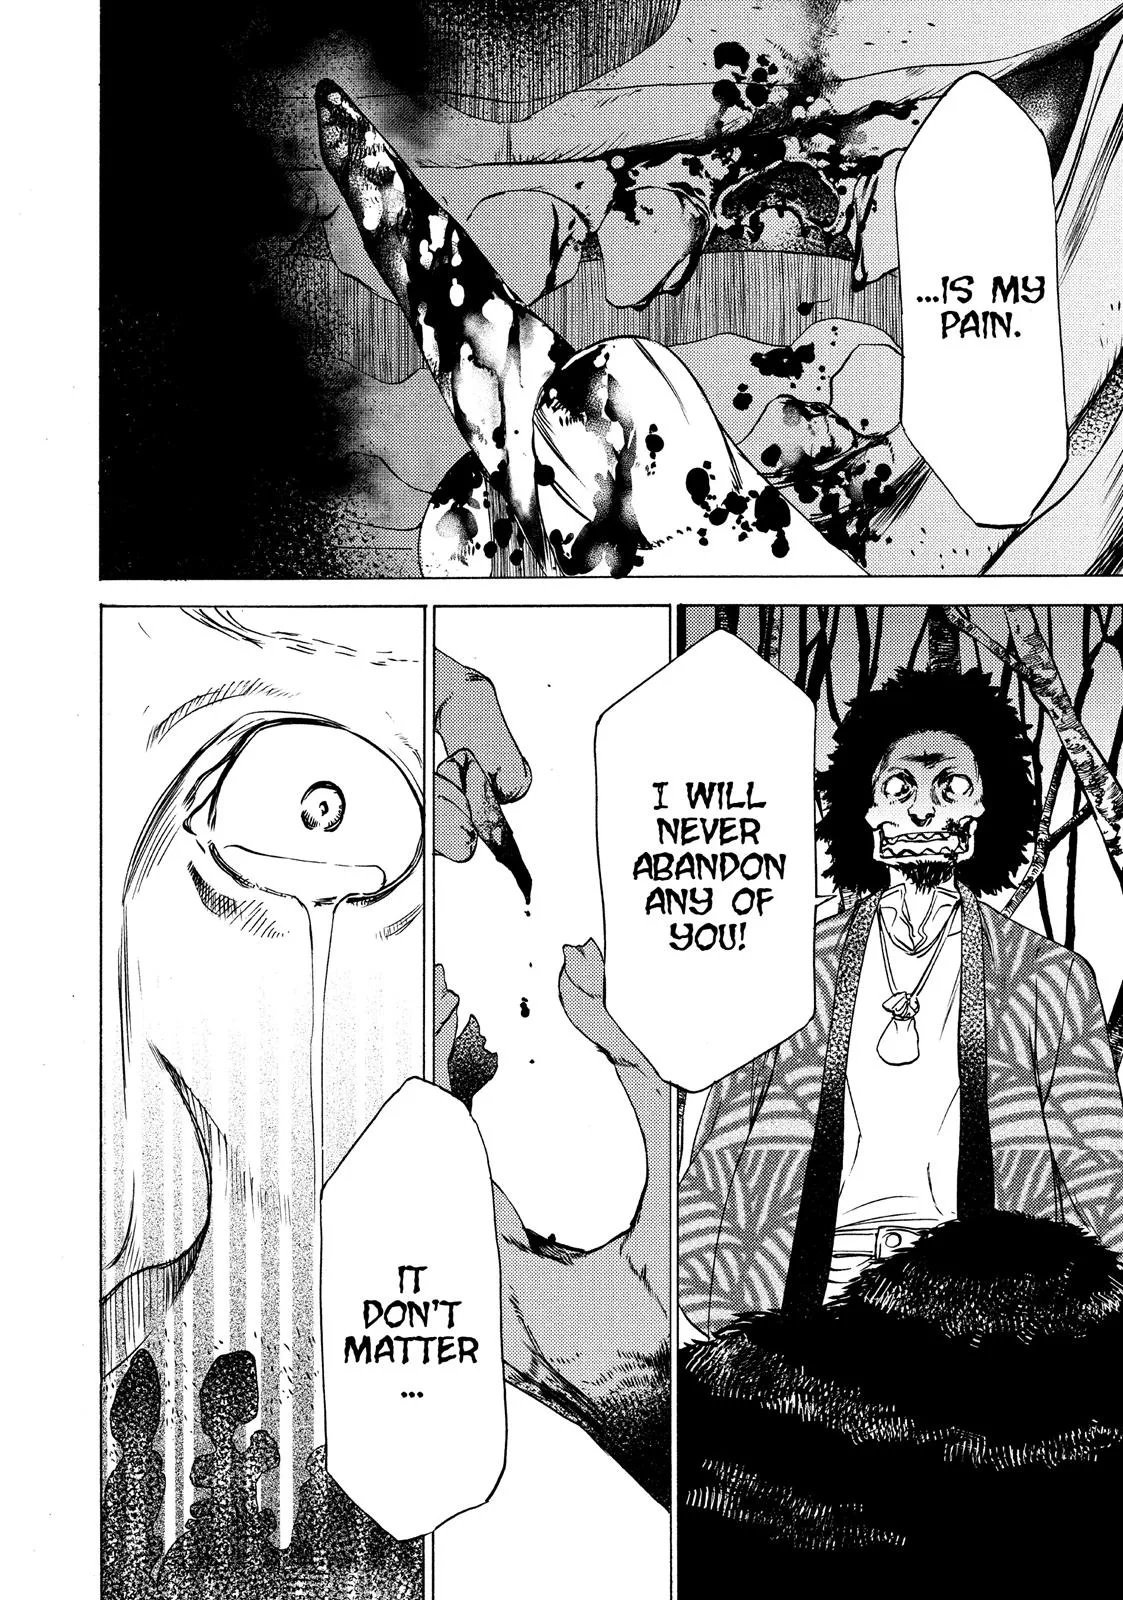 ...IS MY
PAIN.
I WILL
NEVER
ABANDON
ANY OF
YOU!
IT
DON'T
MATTER
...